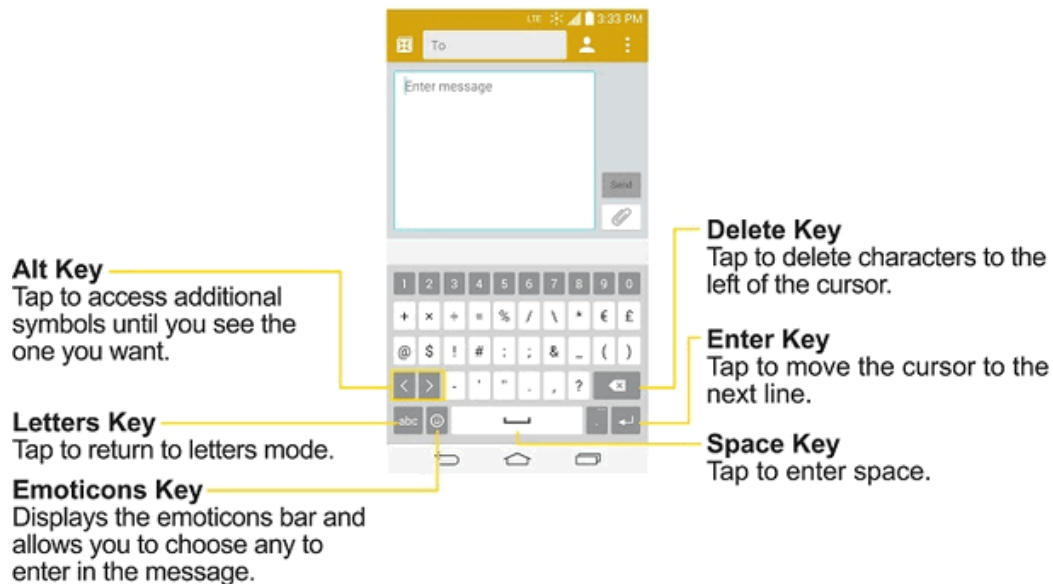 LTE 3:33 PM
To
Enter message
Send
Alt Key
Tap to access additional
symbols until you see the
one you want.
Letters Key
Tap to return to letters mode.
Emoticons Key
Displays the emoticons bar and
allows you to choose any to
enter in the message.
1 2 3 4 5 6 7 8 9 0
+ × ÷ = % / \ * € £
@ $ ! # : ; & _ ( )
< > - ' " . , ?
abc .
Delete Key
Tap to delete characters to the
left of the cursor.
Enter Key
Tap to move the cursor to the
next line.
Space Key
Tap to enter space.